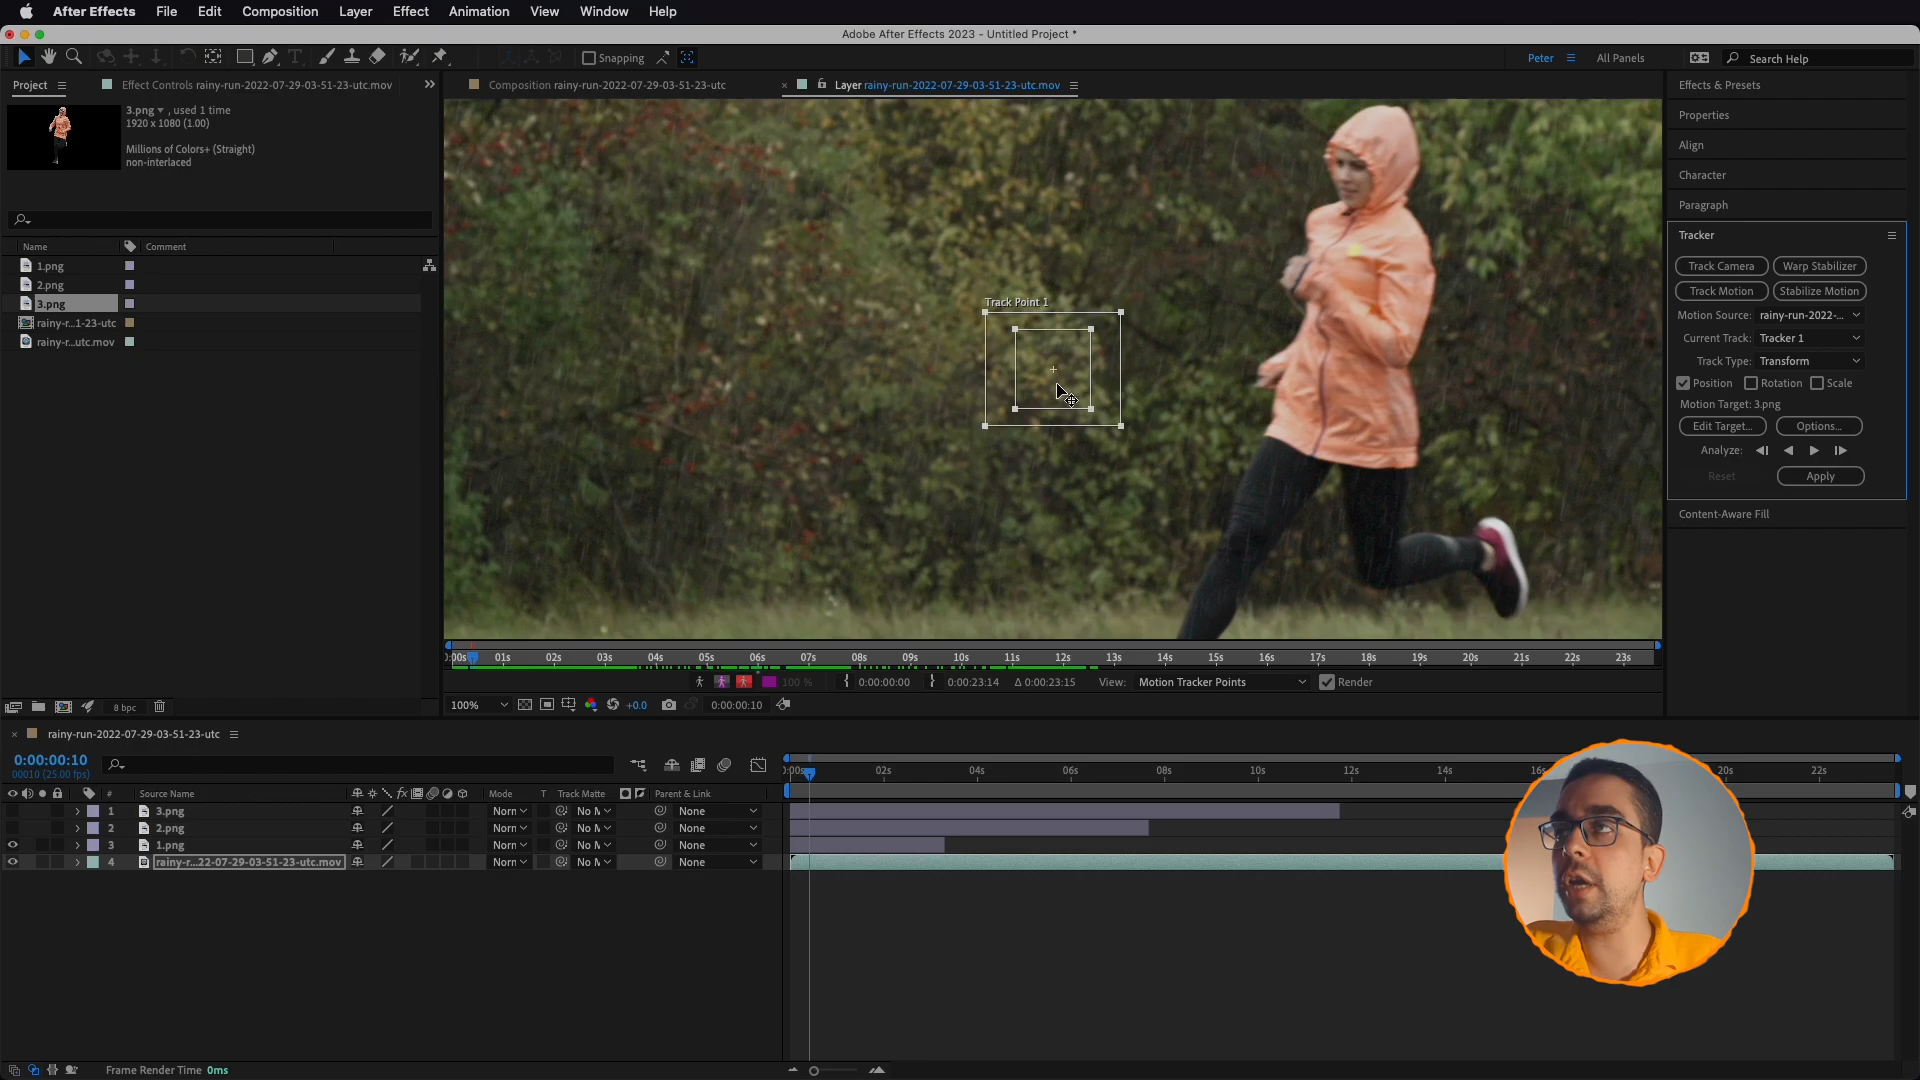 After Effects File Edit Composition Layer Effect Animation View Window Help
Adobe After Effects 2023 - Untitled Project *
Snapping Peter All Panels Search Help
Project Effect Controls rainy-run-2022-07-29-03-51-23-utc.mov
Composition rainy-run-2022-07-29-03-51-23-utc
Layer rainy-run-2022-07-29-03-51-23-utc.mov
3.png , used 1 time
1920 x 1080 (1.00)
Millions of Colors+ (Straight)
non-interlaced
Name Comment
1.png
2.png
3.png
rainy-r...1-23-utc
rainy-r...utc.mov
8 bpc
Track Point 1
:00s 01s 02s 03s 04s 05s 06s 07s 08s 09s 10s 11s 12s 13s 14s 15s 16s 17s 18s 19s 20s 21s 22s 23s
100 % 0:00:00:00 0:00:23:14 Δ 0:00:23:15 View: Motion Tracker Points Render
100% +0.0 0:00:00:10
Effects & Presets
Properties
Align
Character
Paragraph
Tracker
Track Camera Warp Stabilizer
Track Motion Stabilize Motion
Motion Source: rainy-run-2022-...
Current Track: Tracker 1
Track Type: Transform
Position Rotation Scale
Motion Target: 3.png
Edit Target... Options...
Analyze:
Reset Apply
Content-Aware Fill
rainy-run-2022-07-29-03-51-23-utc
0:00:00:10
00010 (25.00 fps)
:00s 02s 04s 06s 08s 10s 12s 14s 16s 20s 22s
# Source Name fx Mode T Track Matte Parent & Link
1 3.png Norn No M None
2 2.png Norn No M None
3 1.png Norn No M None
4 rainy-r...22-07-29-03-51-23-utc.mov Norn No M None
Frame Render Time 0ms